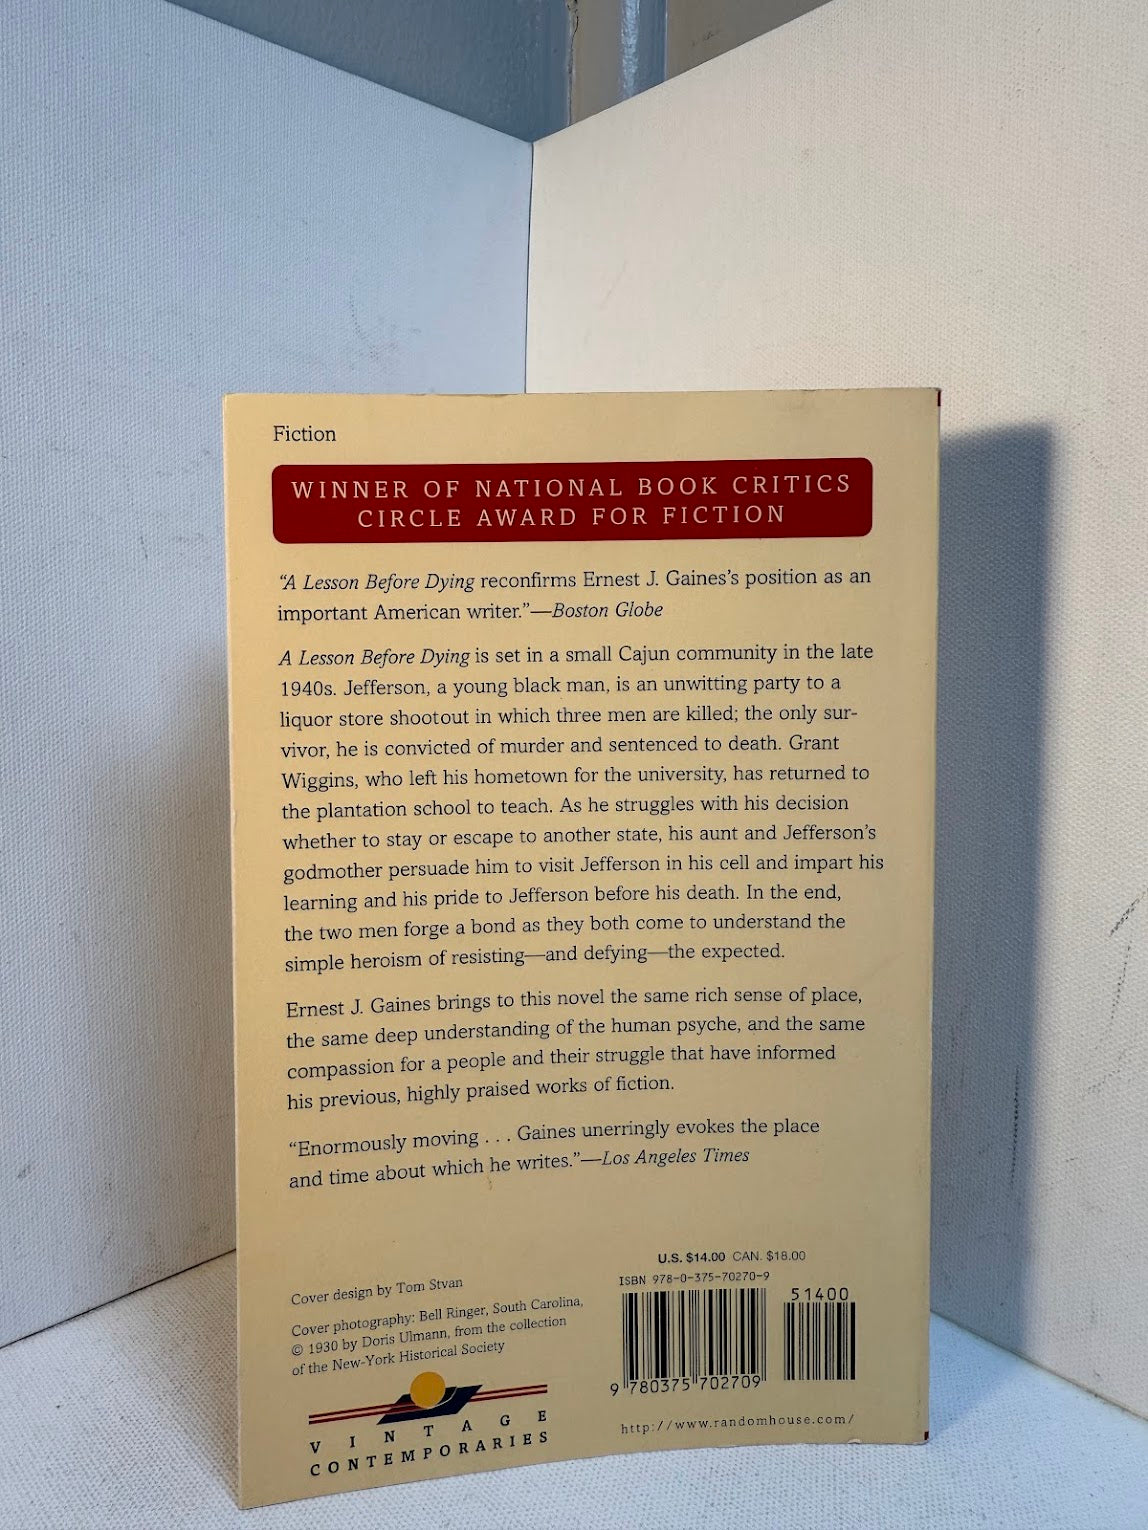 Fiction
WINNER OF NATIONAL BOOK CRITICS
CIRCLE AWARD FOR FICTION
“A Lesson Before Dying reconfirms Ernest J. Gaines’s position as an
important American writer.”—Boston Globe
A Lesson Before Dying is set in a small Cajun community in the late
1940s. Jefferson, a young black man, is an unwitting party to a
liquor store shootout in which three men are killed; the only sur-
vivor, he is convicted of murder and sentenced to death. Grant
Wiggins, who left his hometown for the university, has returned to
the plantation school to teach. As he struggles with his decision
whether to stay or escape to another state, his aunt and Jefferson’s
godmother persuade him to visit Jefferson in his cell and impart his
learning and his pride to Jefferson before his death. In the end,
the two men forge a bond as they both come to understand the
simple heroism of resisting—and defying—the expected.
Ernest J. Gaines brings to this novel the same rich sense of place,
the same deep understanding of the human psyche, and the same
compassion for a people and their struggle that have informed
his previous, highly praised works of fiction.
“Enormously moving . . . Gaines unerringly evokes the place
and time about which he writes.”—Los Angeles Times
Cover design by Tom Stvan
Cover photography: Bell Ringer, South Carolina,
© 1930 by Doris Ulmann, from the collection
of the New-York Historical Society
VINTAGE
CONTEMPORARIES
U.S. $14.00 CAN. $18.00
ISBN 978-0-375-70270-9
51400
9 780375 702709
http://www.randomhouse.com/